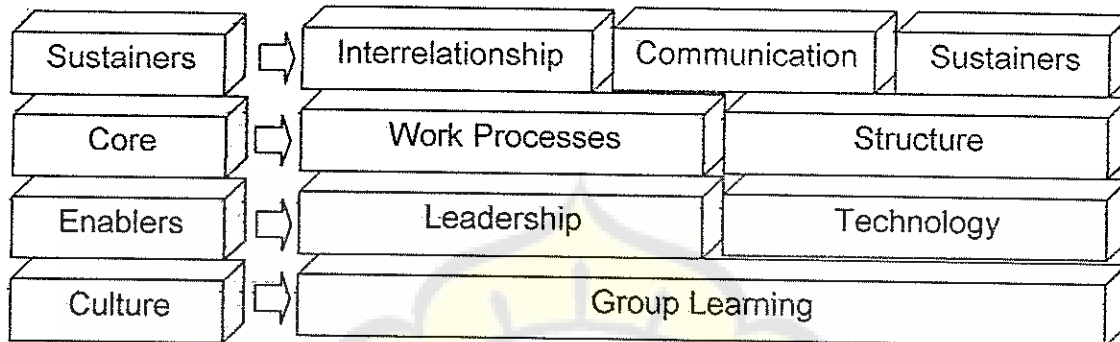 Sustainers Interrelationship Communication Sustainers
Core Work Processes Structure
Enablers Leadership Technology
Culture Group Learning